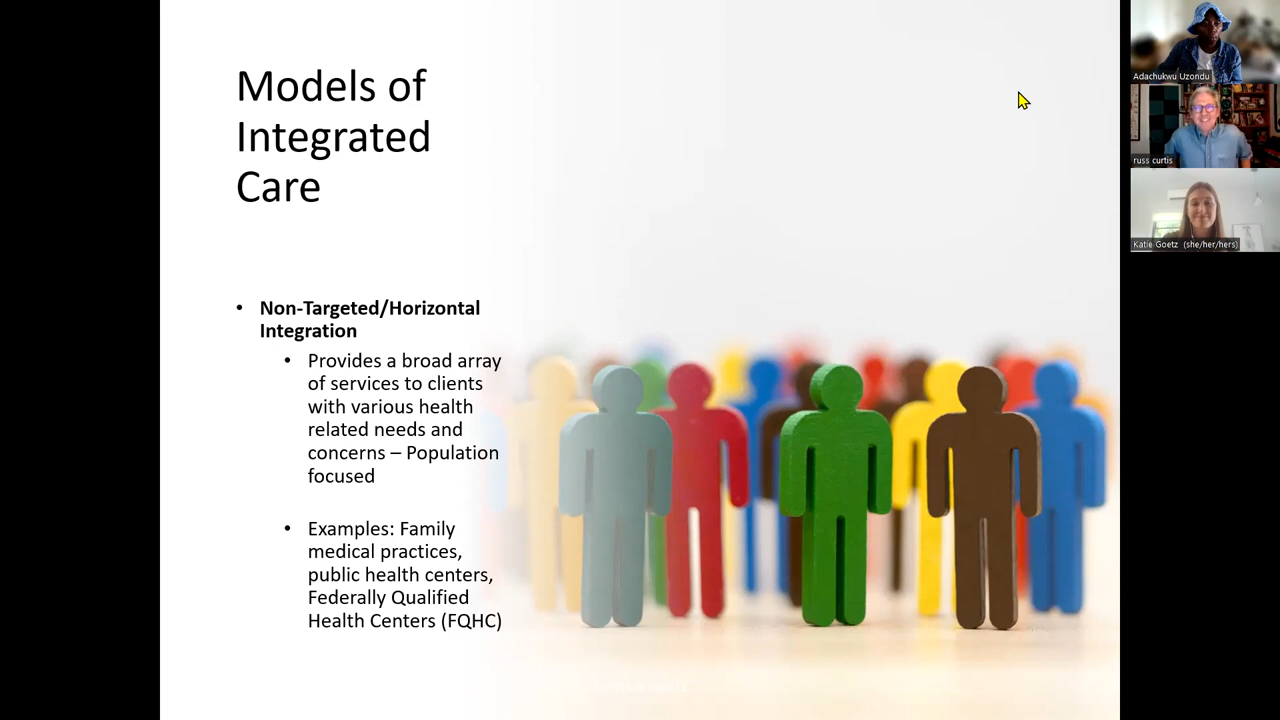 Models of
Integrated
Care
• Non-Targeted/Horizontal
Integration
• Provides a broad array
of services to clients
with various health
related needs and
concerns – Population
focused
• Examples: Family
medical practices,
public health centers,
Federally Qualified
Health Centers (FQHC)
Adachukwu Uzondu
russ curtis
Katie Goetz (she/her/hers)